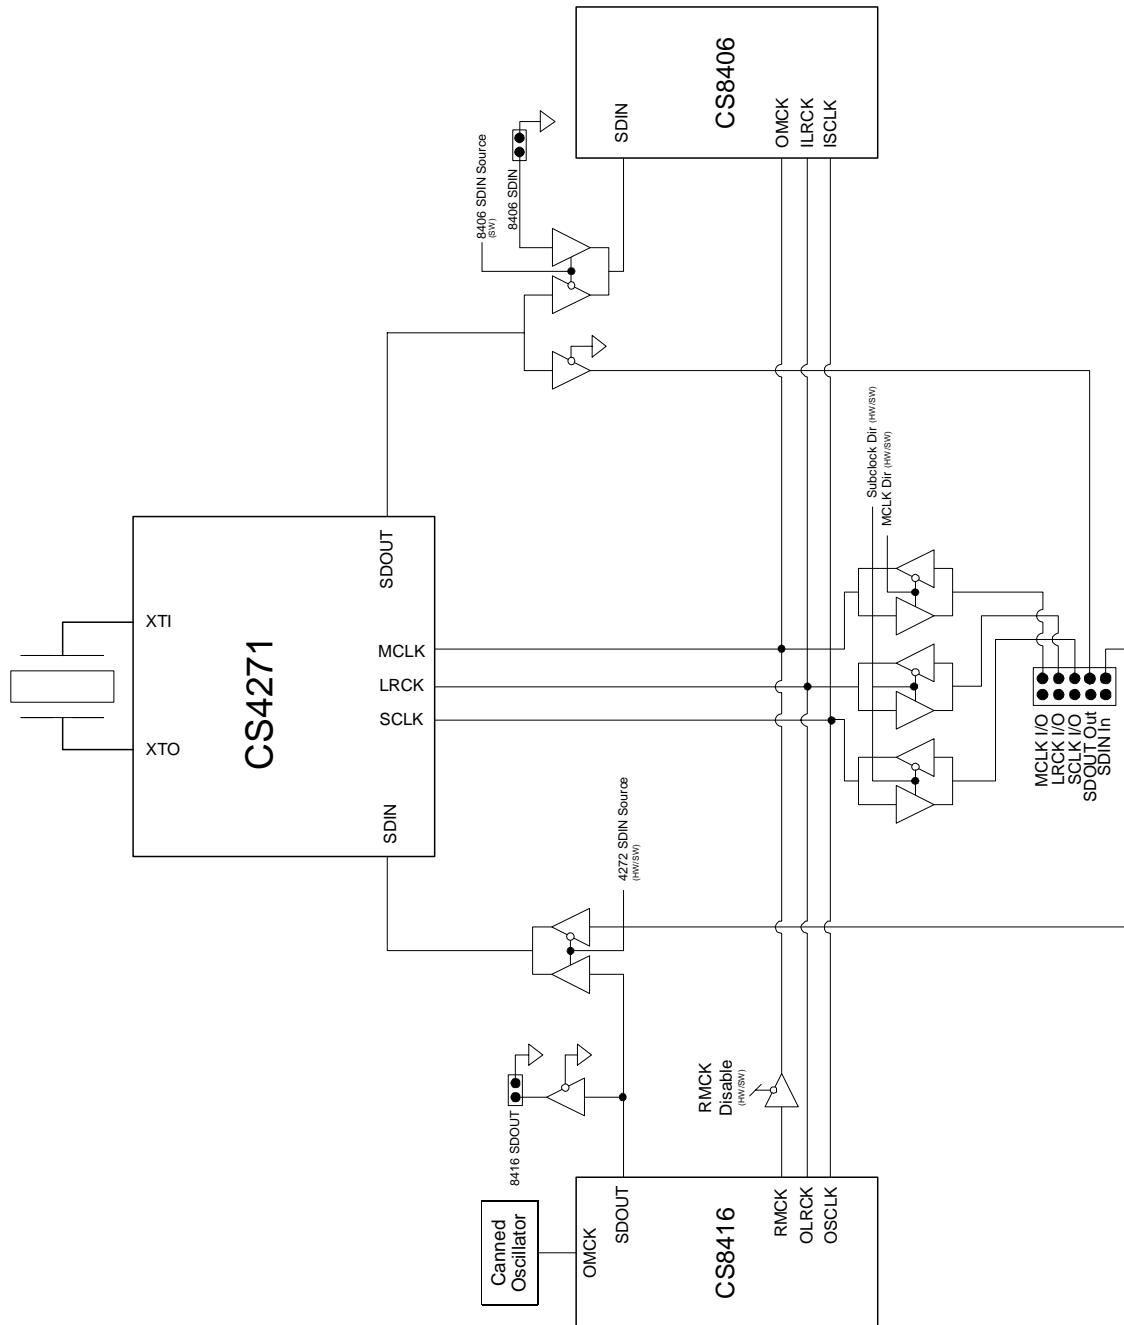 CS8406
SDIN
OMCK
ILRCK
ISCLK
8406 SDIN Source
(SW)
8406 SDIN
Subclock Dir (HW/SW)
MCLK Dir (HW/SW)
CS4271
XTI
XTO
SDOUT
MCLK
LRCK
SCLK
SDIN
MCLK I/O
LRCK I/O
SCLK I/O
SDOUT Out
SDIN In
4272 SDIN Source
(HW/SW)
8416 SDOUT
RMCK
Disable
(HW/SW)
Canned
Oscillator
CS8416
OMCK
SDOUT
RMCK
OLRCK
OSCLK